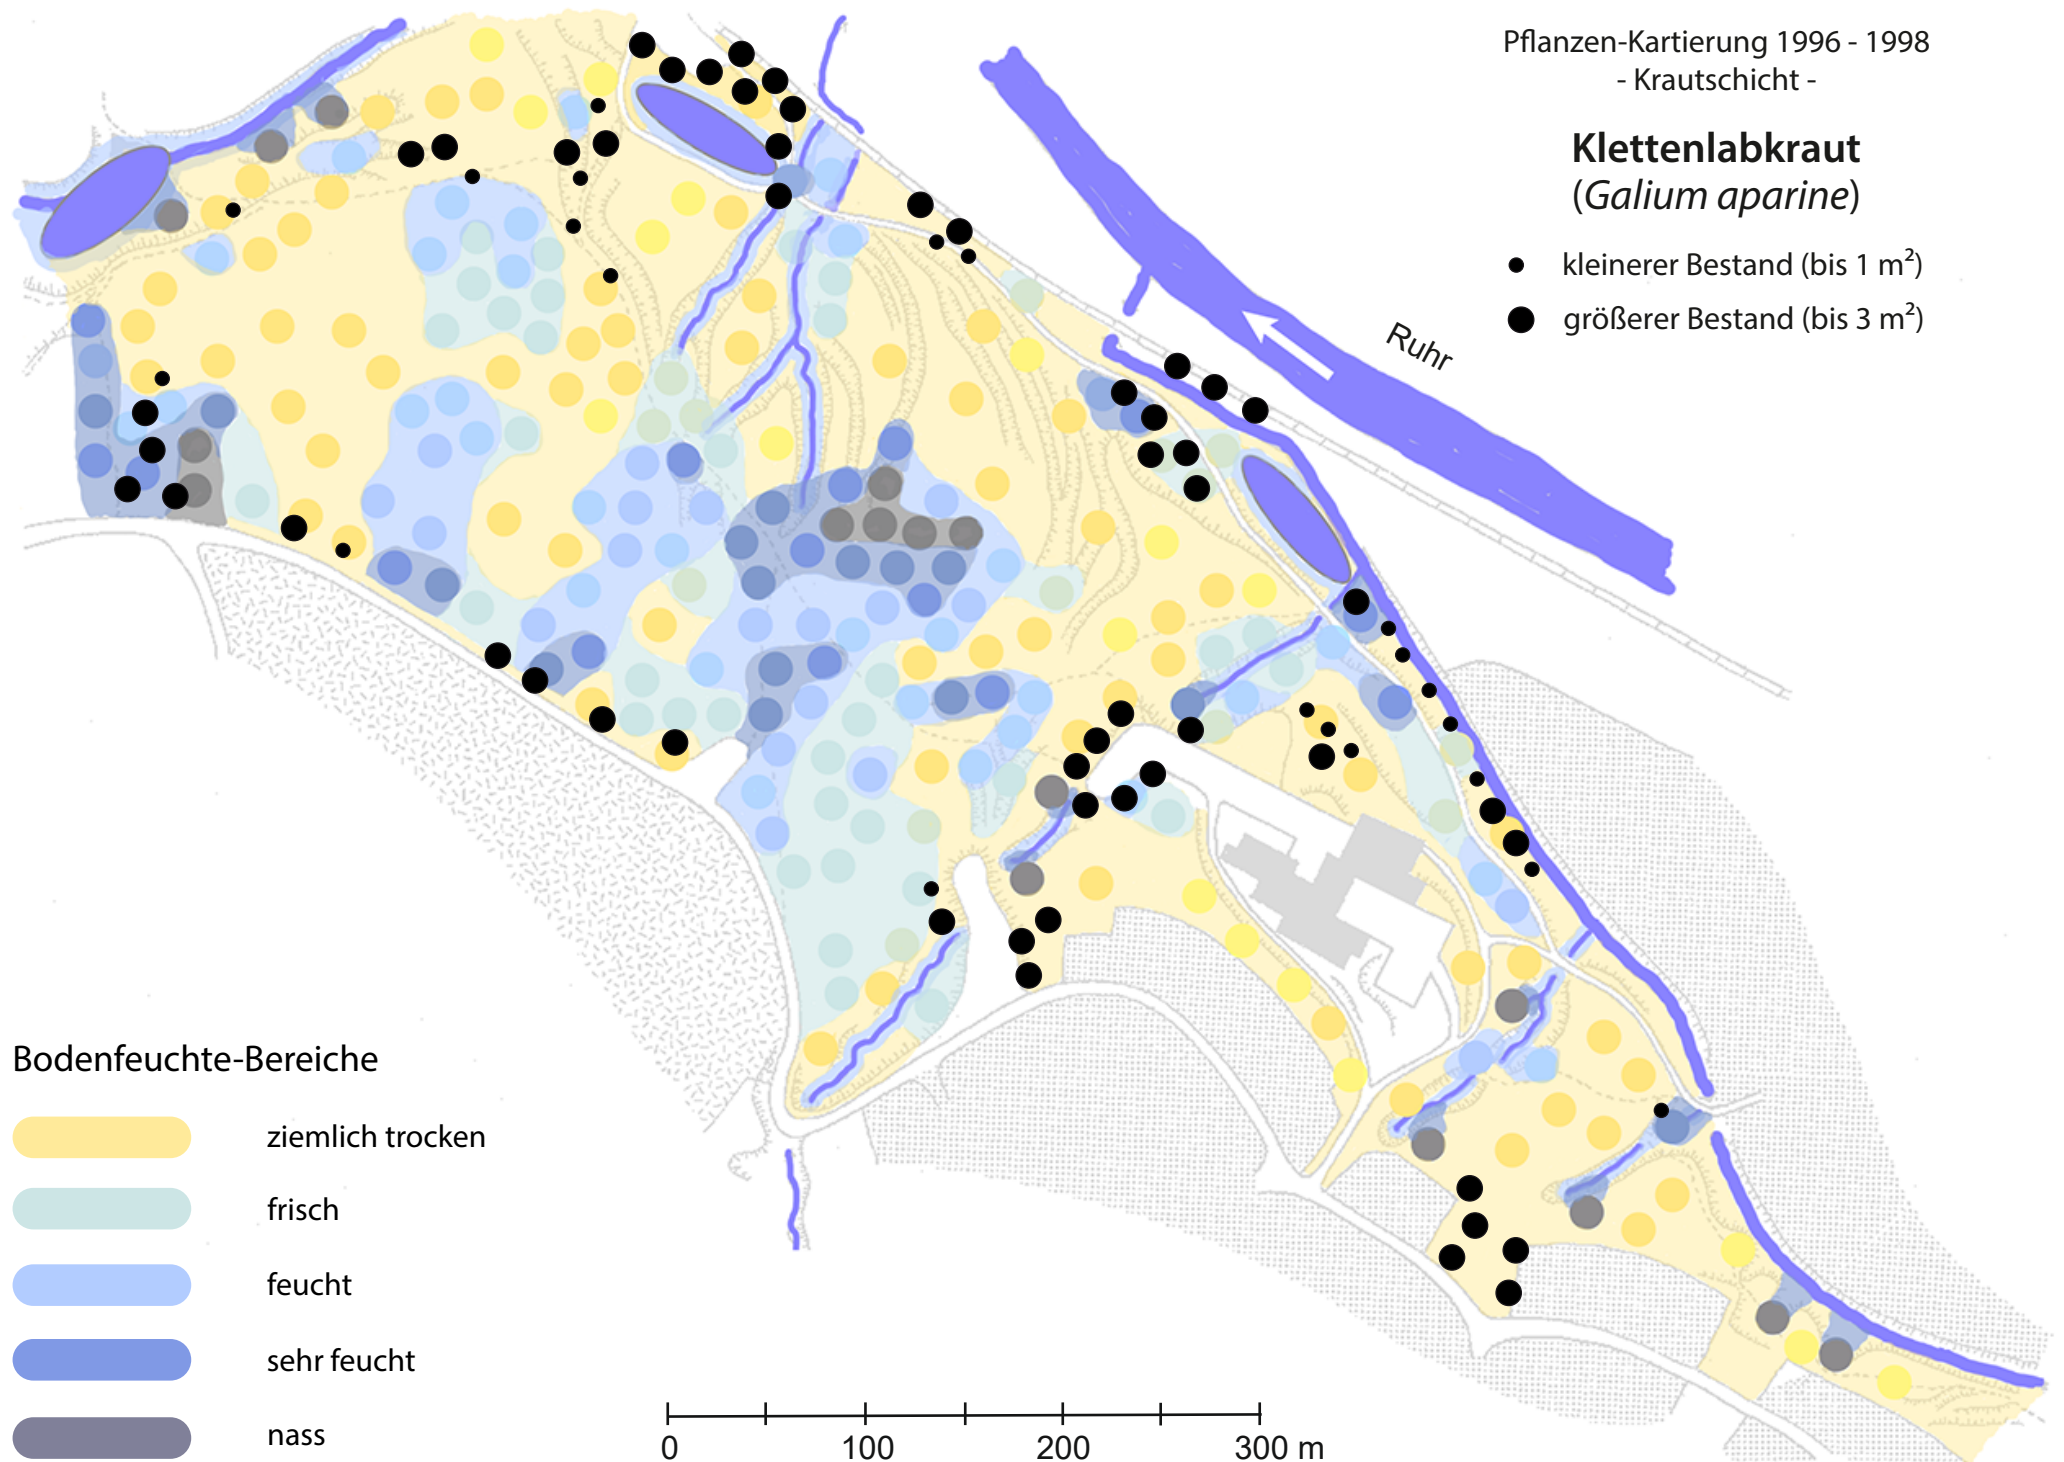 Pflanzen-Kartierung 1996 - 1998
- Krautschicht -
Klettenlabkraut
(Galium aparine)
kleinerer Bestand (bis 1 m²)
größerer Bestand (bis 3 m²)
Ruhr
Bodenfeuchte-Bereiche
ziemlich trocken
frisch
feucht
sehr feucht
nass
0 100 200 300 m